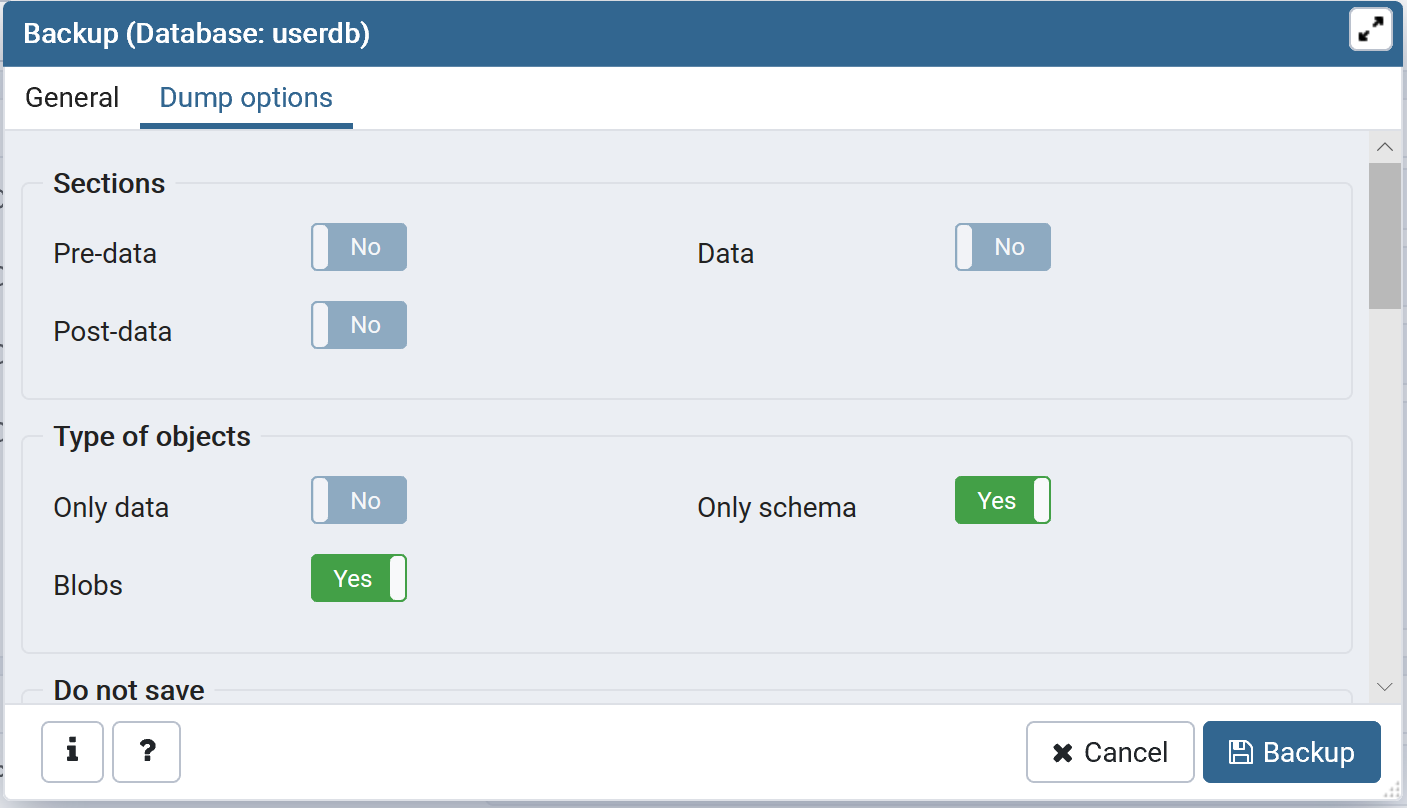 Backup (Database: userdb)
General Dump options
Sections
Pre-data No Data No
Post-data No
Type of objects
Only data No Only schema Yes
Blobs Yes
Do not save
i ? Cancel Backup